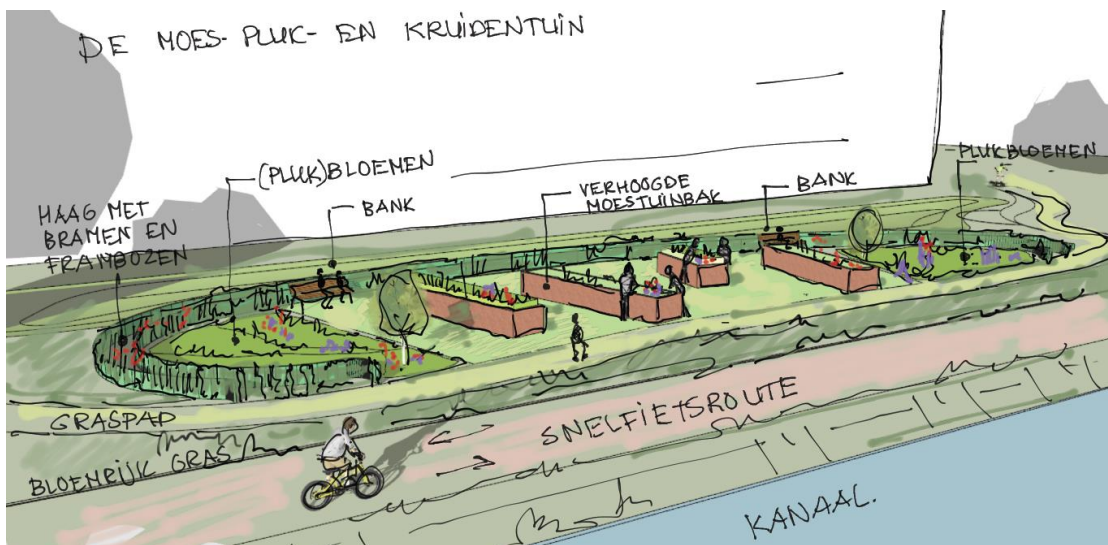 DE MOES- PLUK- EN KRUIDENTUIN
(PLUK)BLOEMEN
PLUKBLOEMEN
HAAG MET
BRAMEN EN
FRAMBOZEN
BANK
VERHOOGDE
MOESTUINBAK
BANK
GRASPAD
BLOEMRIJK GRAS
SNELFIETSROUTE
KANAAL.